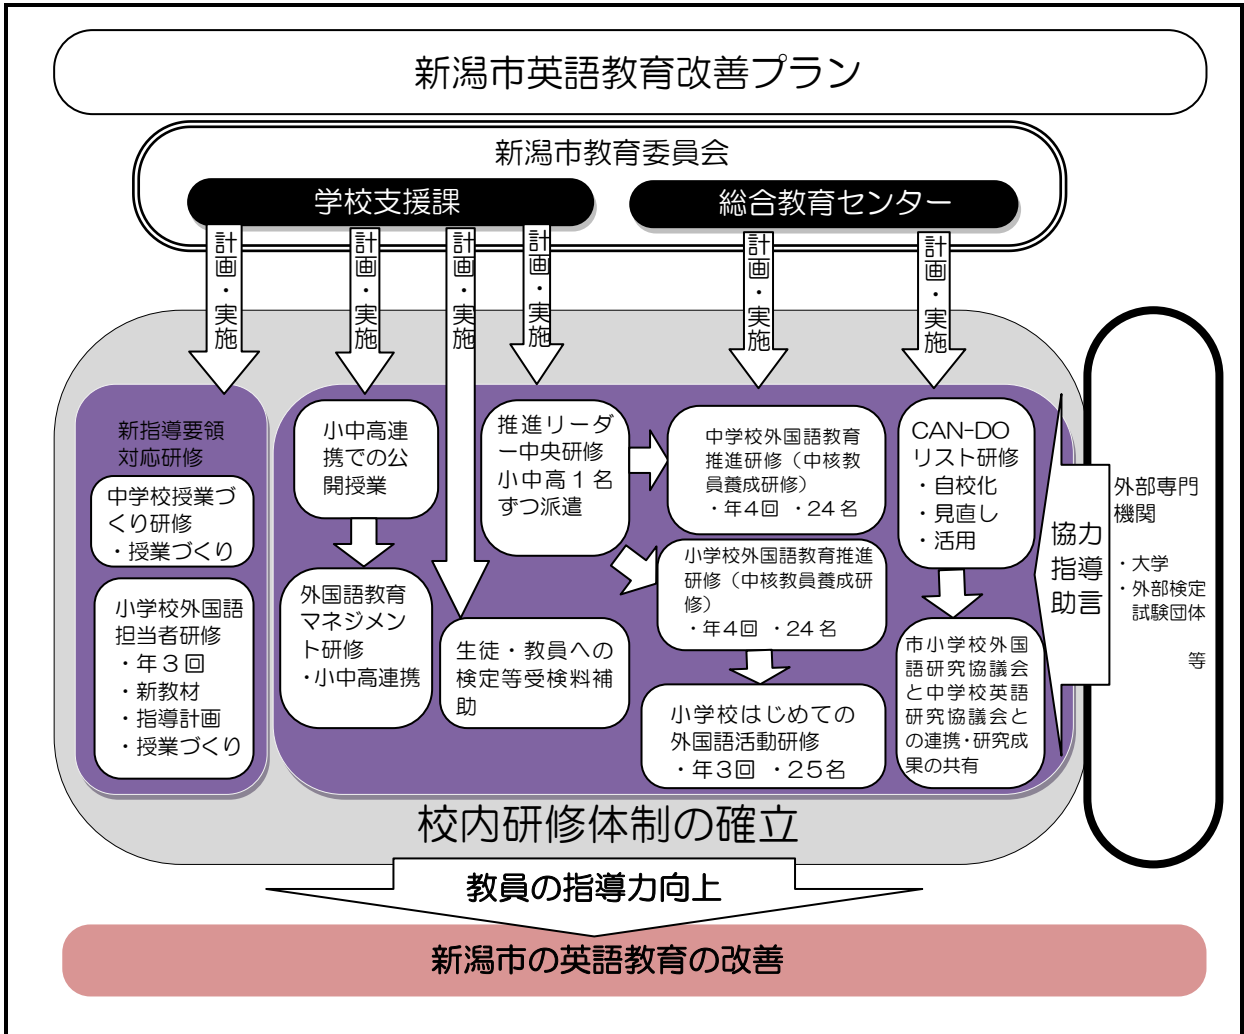 新潟市英語教育改善プラン
新潟市教育委員会
学校支援課
総合教育センター
計画・実施
計画・実施
計画・実施
計画・実施
計画・実施
計画・実施
新指導要領
対応研修
中学校授業づ
くり研修
・授業づくり
小学校外国語
担当者研修
・年３回
・新教材
・指導計画
・授業づくり
小中高連
携での公
開授業
外国語教育
マネジメン
ト研修
・小中高連携
生徒・教員への
検定等受検料補
助
推進リーダ
ー中央研修
小中高１名
ずつ派遣
中学校外国語教育
推進研修（中核教
員養成研修）
・年4回 ・24名
小学校外国語教育推進
研修（中核教員養成研
修）
・年4回 ・24名
小学校はじめての
外国語活動研修
・年3回 ・25名
CAN-DO
リスト研修
・自校化
・見直し
・活用
市小学校外国
語研究協議会
と中学校英語
研究協議会と
の連携・研究成
果の共有
協力
指導
助言
外部専門
機関
・大学
・外部検定
試験団体
等
校内研修体制の確立
教員の指導力向上
新潟市の英語教育の改善